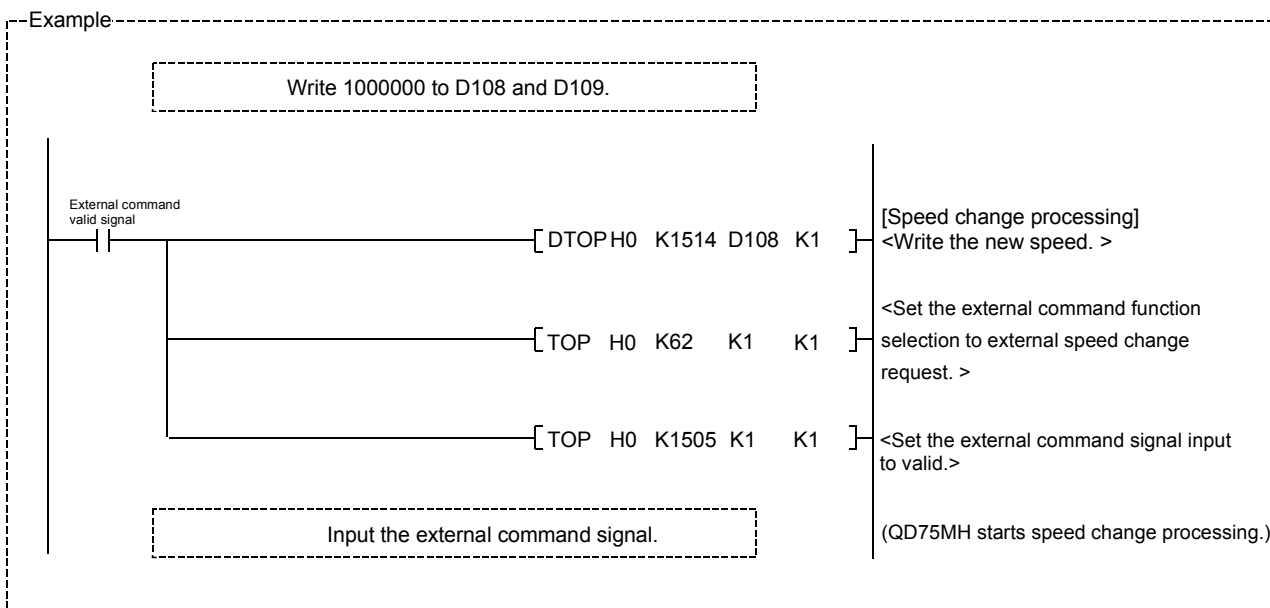 Example
Write 1000000 to D108 and D109.
External command
valid signal
DTOP H0 K1514 D108 K1
[Speed change processing]
<Write the new speed. >
TOP H0 K62 K1 K1
<Set the external command function
selection to external speed change
request. >
TOP H0 K1505 K1 K1
<Set the external command signal input
to valid.>
Input the external command signal.
(QD75MH starts speed change processing.)